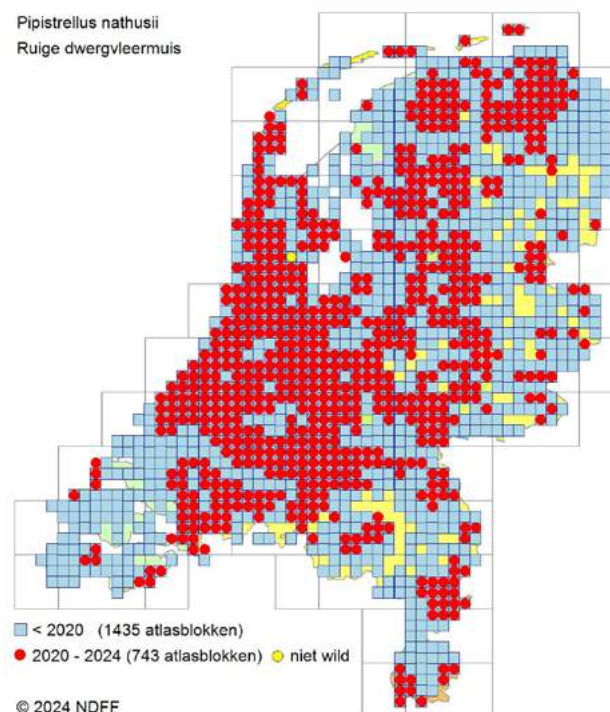 Pipistrellus nathusii
Ruige dwergvleermuis
< 2020 (1435 atlasblokken)
2020 - 2024 (743 atlasblokken) niet wild
© 2024 NDFF